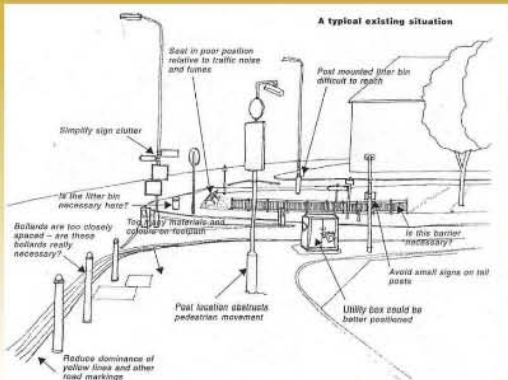 A typical existing situation
Seat in poor position
relative to traffic noise
and fumes
Post mounted litter bin
difficult to reach
Simplify sign clutter
Is the litter bin
necessary here?
Too many materials and
colours on footpath
Bollards are too closely
spaced – are these
bollards really
necessary?
Is this barrier
necessary?
Avoid small signs on tall
posts
Post location obstructs
pedestrian movement
Utility box could be
better positioned
Reduce dominance of
yellow lines and other
road markings